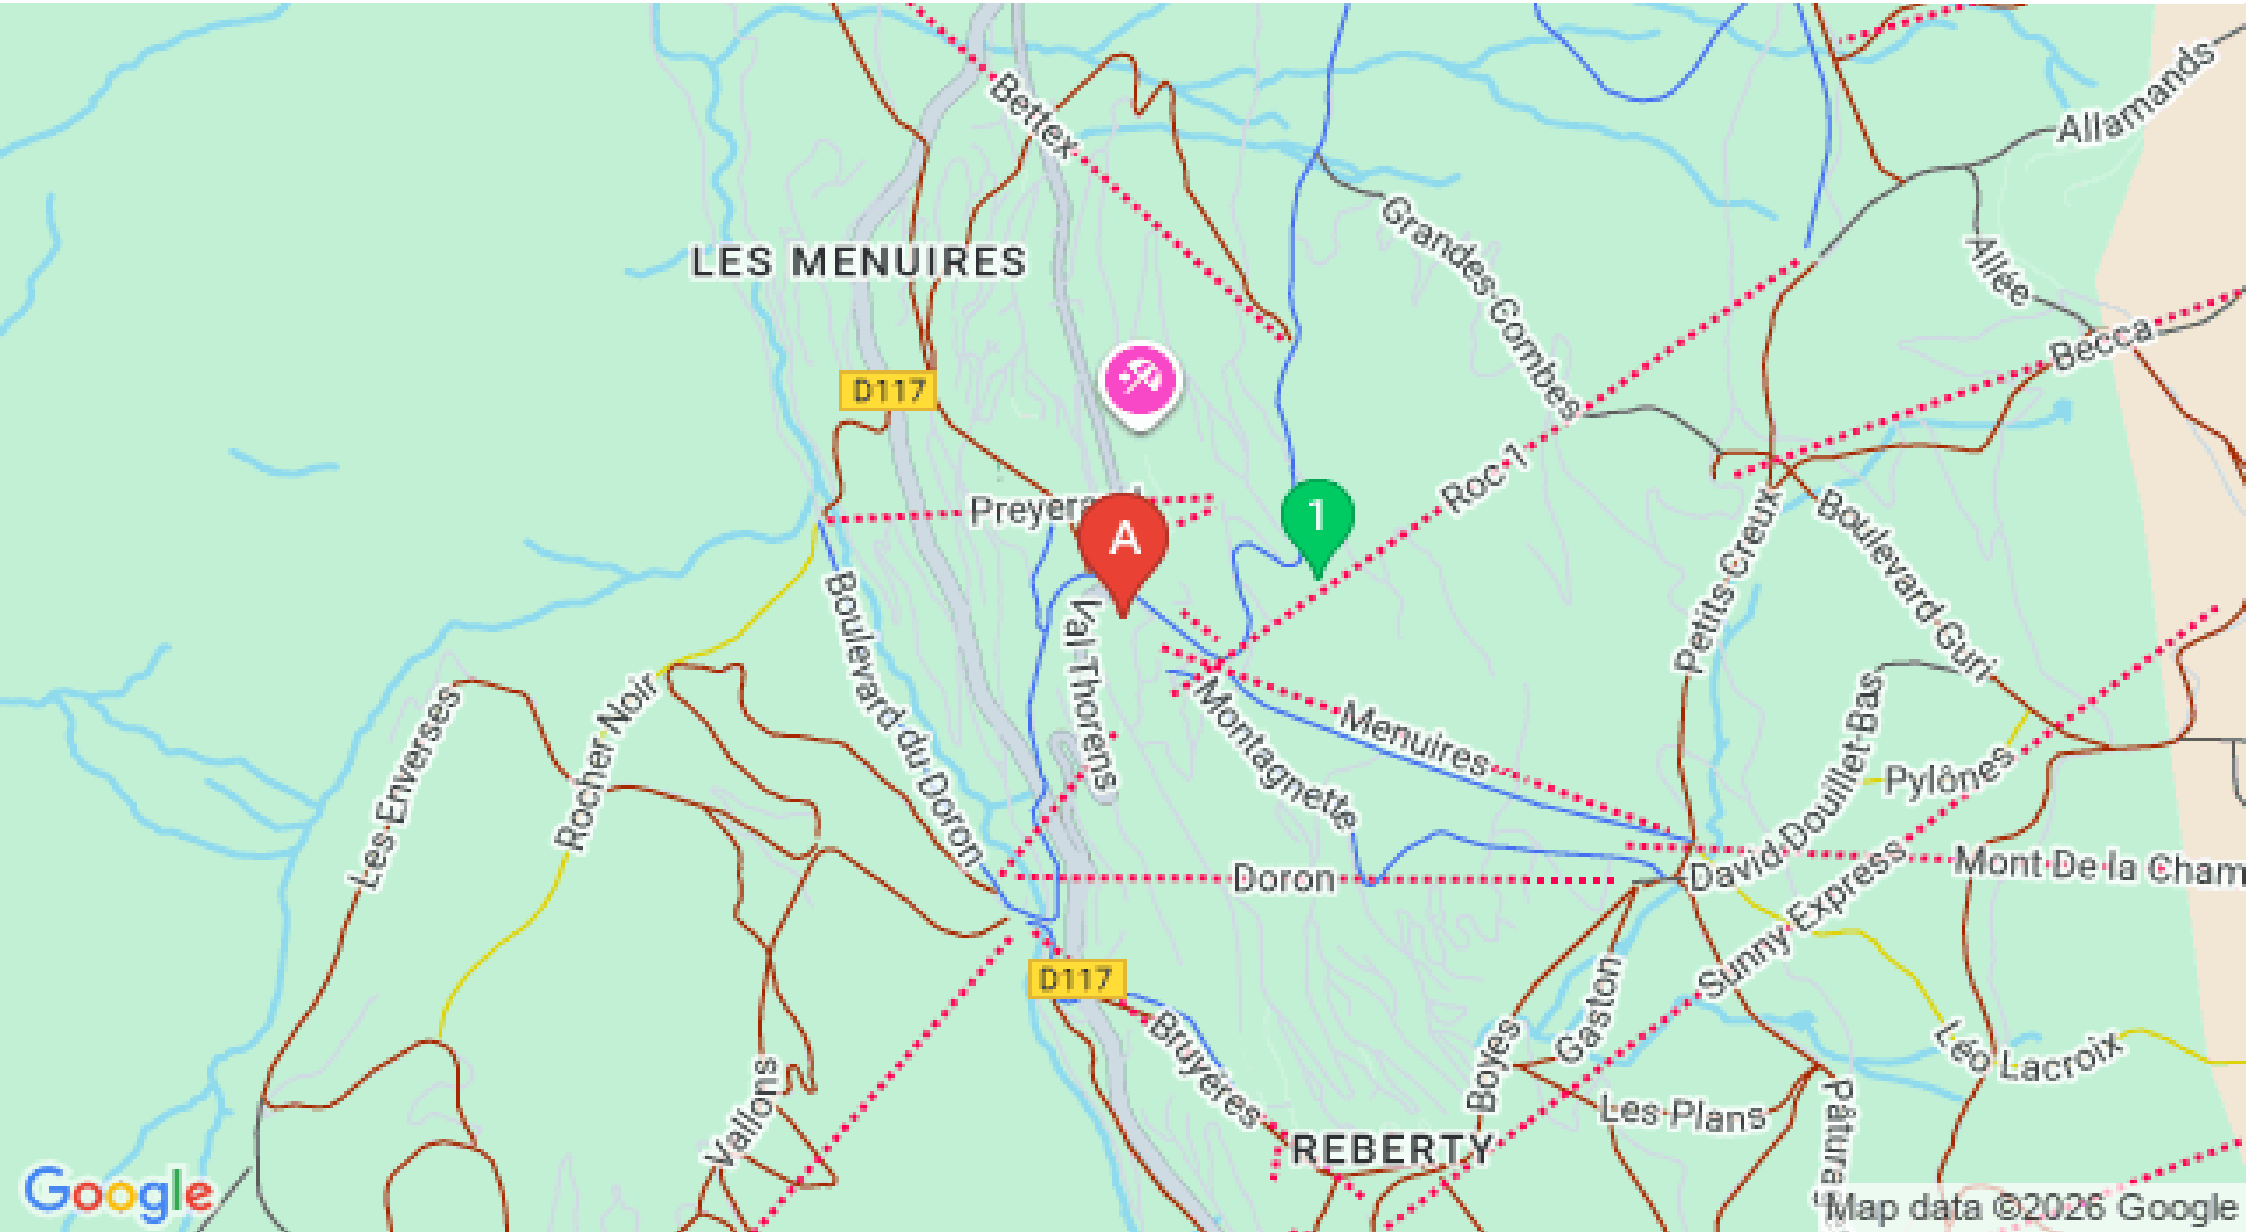 Bettex
Allamands
Grandes Combes
LES MENUIRES
Allée
Becca
D117
Roc 1
Petits Creux
Boulevard Guri
A
1
Val Thorens
Boulevard du Doron
Les Enverses
Rocher Noir
Montagnette
Menuires
David Douillet Bas
Pylônes
Doron
Mont De la Cham
Sunny Express
D117
Gaston
Boyes
Bruyères
Léo Lacroix
Les Plans
Vallons
REBERTY
Google
Map data ©2026 Google